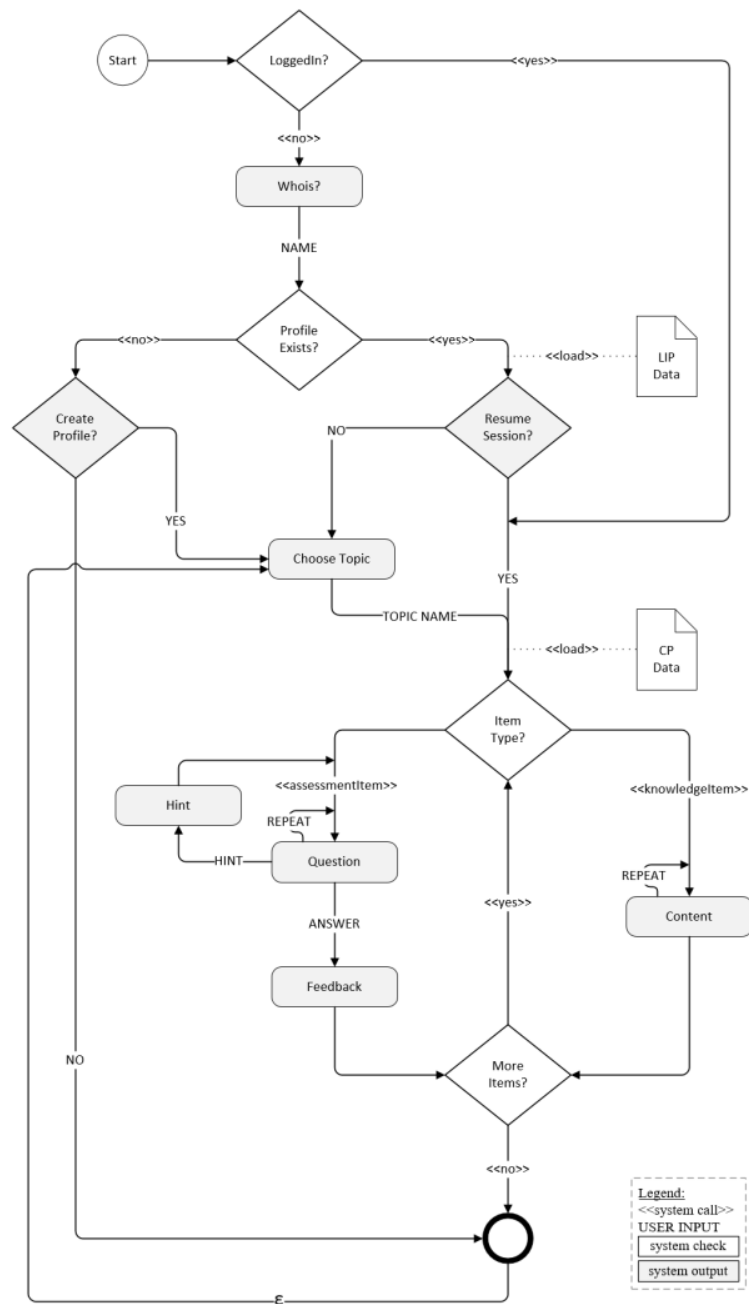 Start
LoggedIn?
<<yes>>
<<no>>
Whois?
NAME
Profile
Exists?
<<no>>
<<yes>>
<<load>>
LIP
Data
Create
Profile?
Resume
Session?
NO
YES
Choose Topic
YES
TOPIC NAME
<<load>>
CP
Data
Item
Type?
<<assessmentItem>>
<<knowledgeItem>>
Hint
REPEAT
HINT
Question
REPEAT
Content
ANSWER
<<yes>>
Feedback
NO
More
Items?
<<no>>
Legend:
<<system call>>
USER INPUT
system check
system output
ε